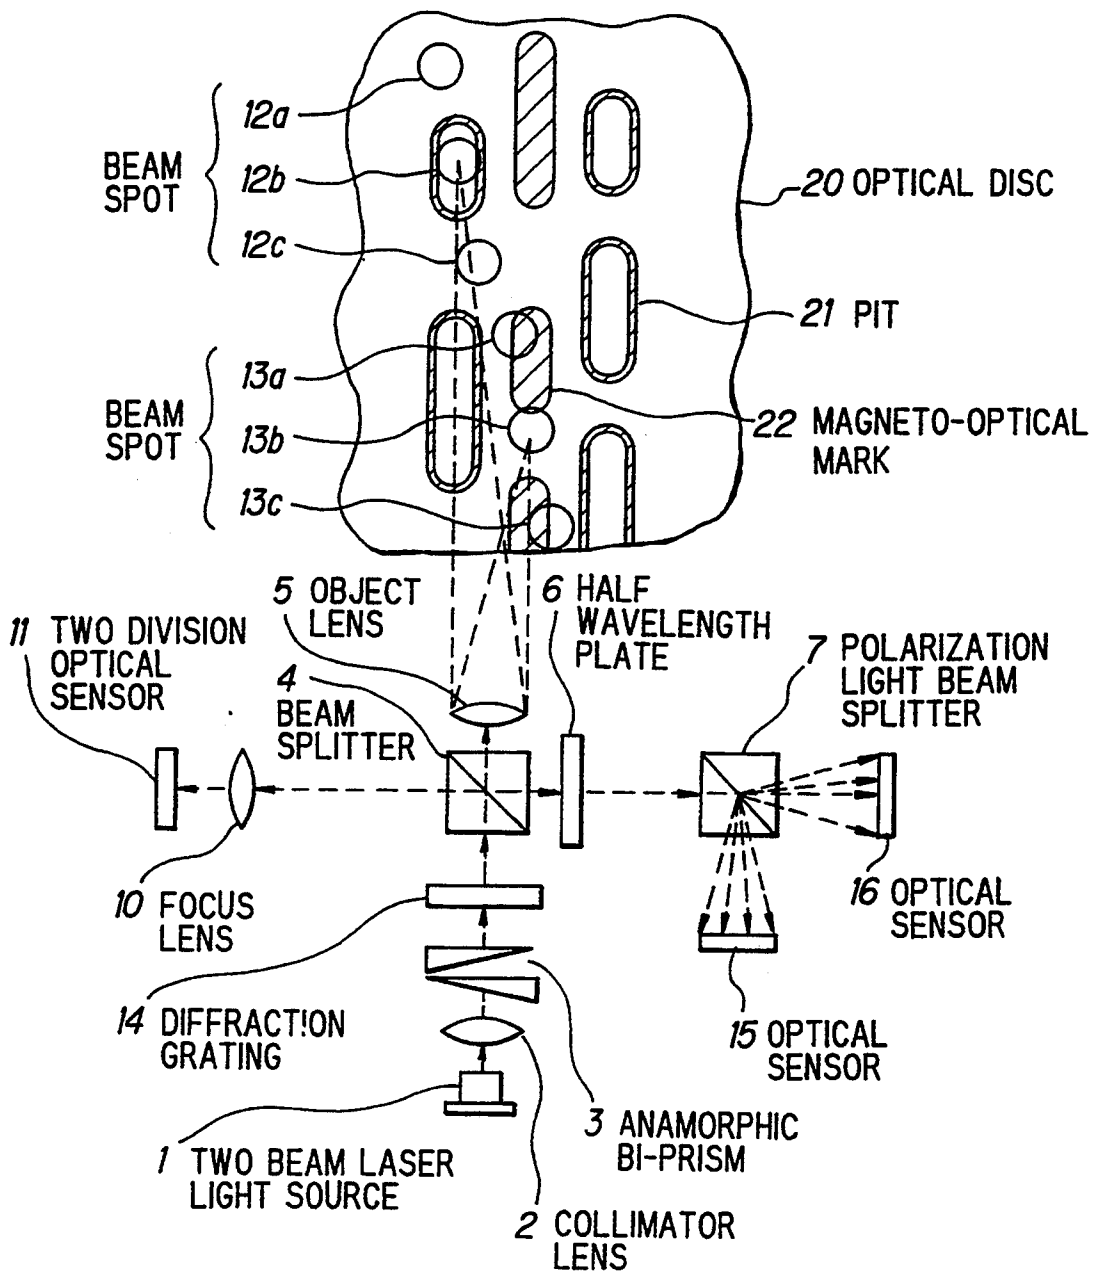 12a
BEAM
SPOT
12b
12c
20 OPTICAL DISC
21 PIT
13a
BEAM
SPOT
13b
13c
22 MAGNETO-OPTICAL
MARK
5 OBJECT
LENS
6 HALF
WAVELENGTH
PLATE
11 TWO DIVISION
OPTICAL
SENSOR
4
BEAM
SPLITTER
7 POLARIZATION
LIGHT BEAM
SPLITTER
10 FOCUS
LENS
16 OPTICAL
SENSOR
14 DIFFRACTION
GRATING
15 OPTICAL
SENSOR
3 ANAMORPHIC
BI-PRISM
1 TWO BEAM LASER
LIGHT SOURCE
2 COLLIMATOR
LENS